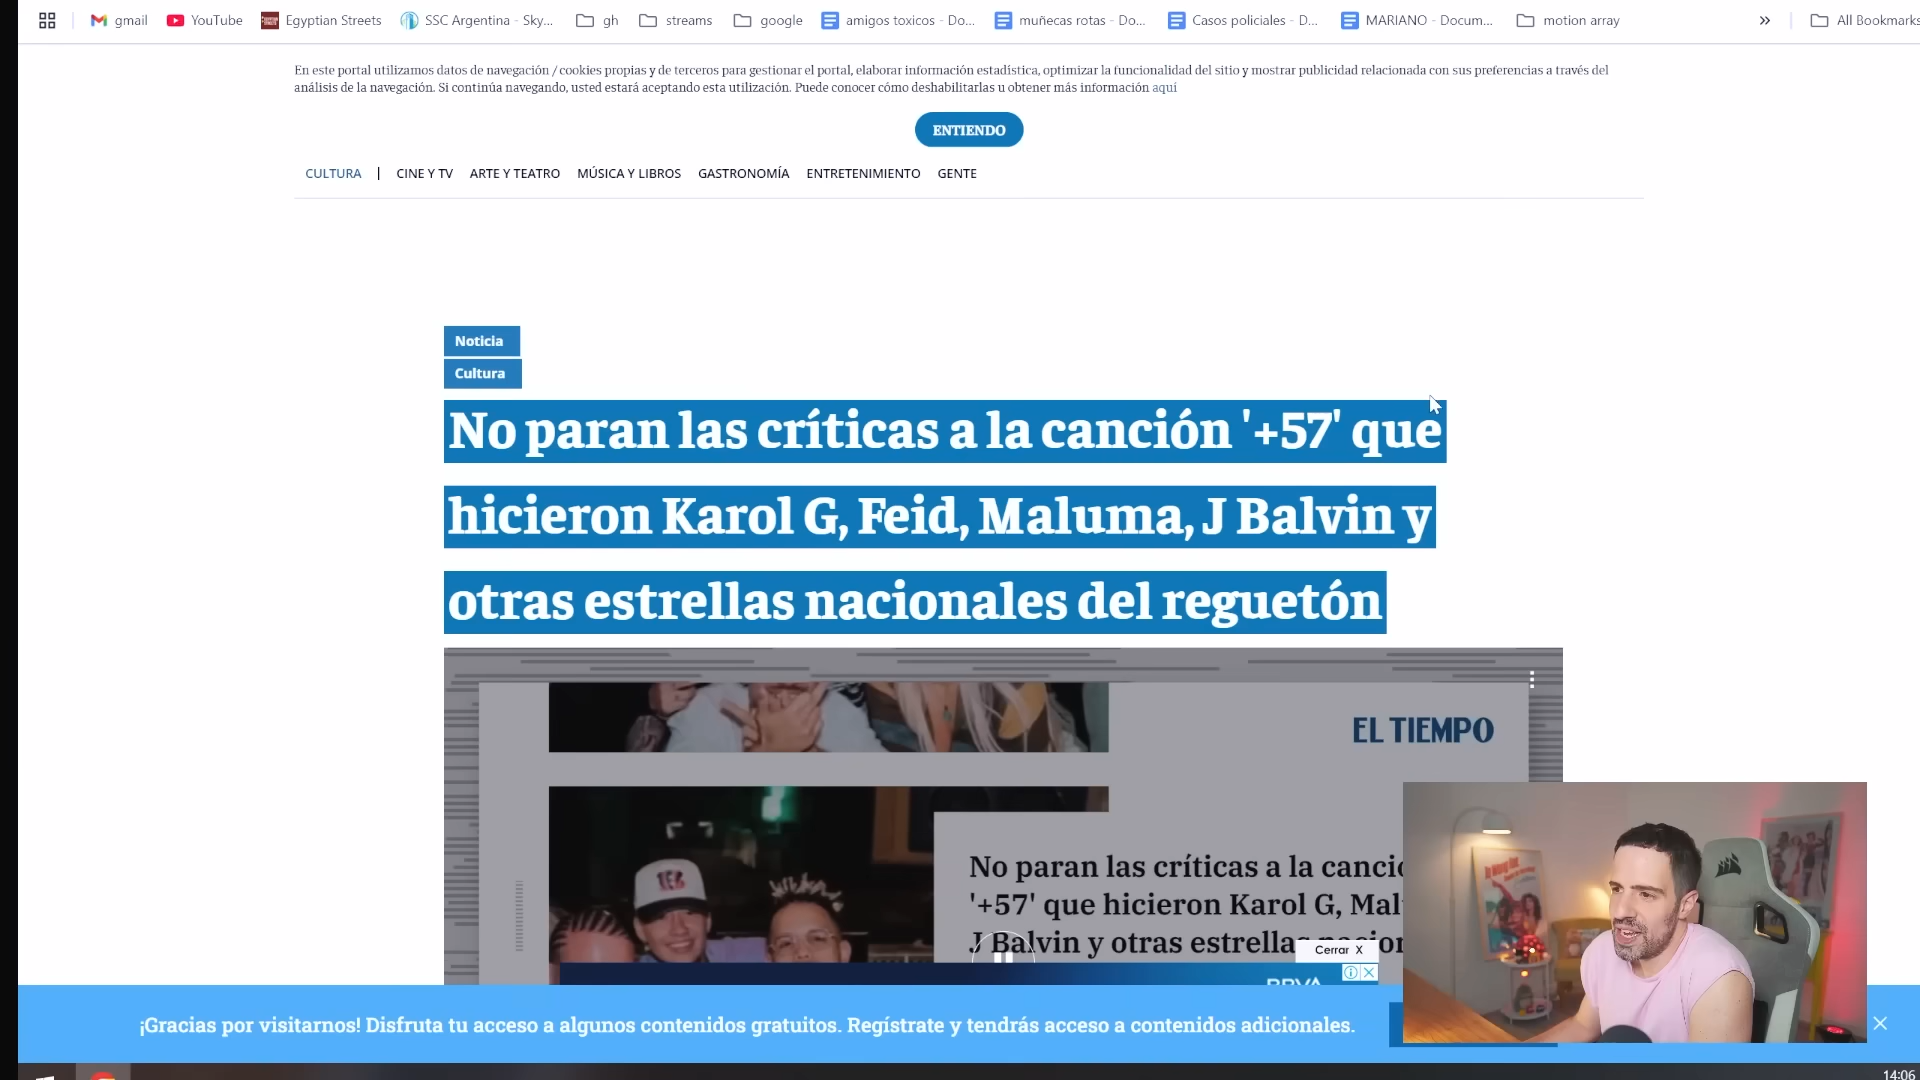 gmail YouTube Egyptian Streets SSC Argentina - Sky... gh streams google amigos toxicos - Do... muñecas rotas - Do... Casos policiales - D... MARIANO - Docum... motion array » All Bookmarks
En este portal utilizamos datos de navegación / cookies propias y de terceros para gestionar el portal, elaborar información estadística, optimizar la funcionalidad del sitio y mostrar publicidad relacionada con sus preferencias a través del
análisis de la navegación. Si continúa navegando, usted estará aceptando esta utilización. Puede conocer cómo deshabilitarlas u obtener más información aquí
ENTIENDO
CULTURA | CINE Y TV ARTE Y TEATRO MÚSICA Y LIBROS GASTRONOMÍA ENTRETENIMIENTO GENTE
Noticia
Cultura
No paran las críticas a la canción '+57' que
hicieron Karol G, Feid, Maluma, J Balvin y
otras estrellas nacionales del reguetón
EL TIEMPO
No paran las críticas a la canció
'+57' que hicieron Karol G, Mal
J Balvin y otras estrellas nacion
Cerrar X
BBVA
¡Gracias por visitarnos! Disfruta tu acceso a algunos contenidos gratuitos. Regístrate y tendrás acceso a contenidos adicionales.
14:06